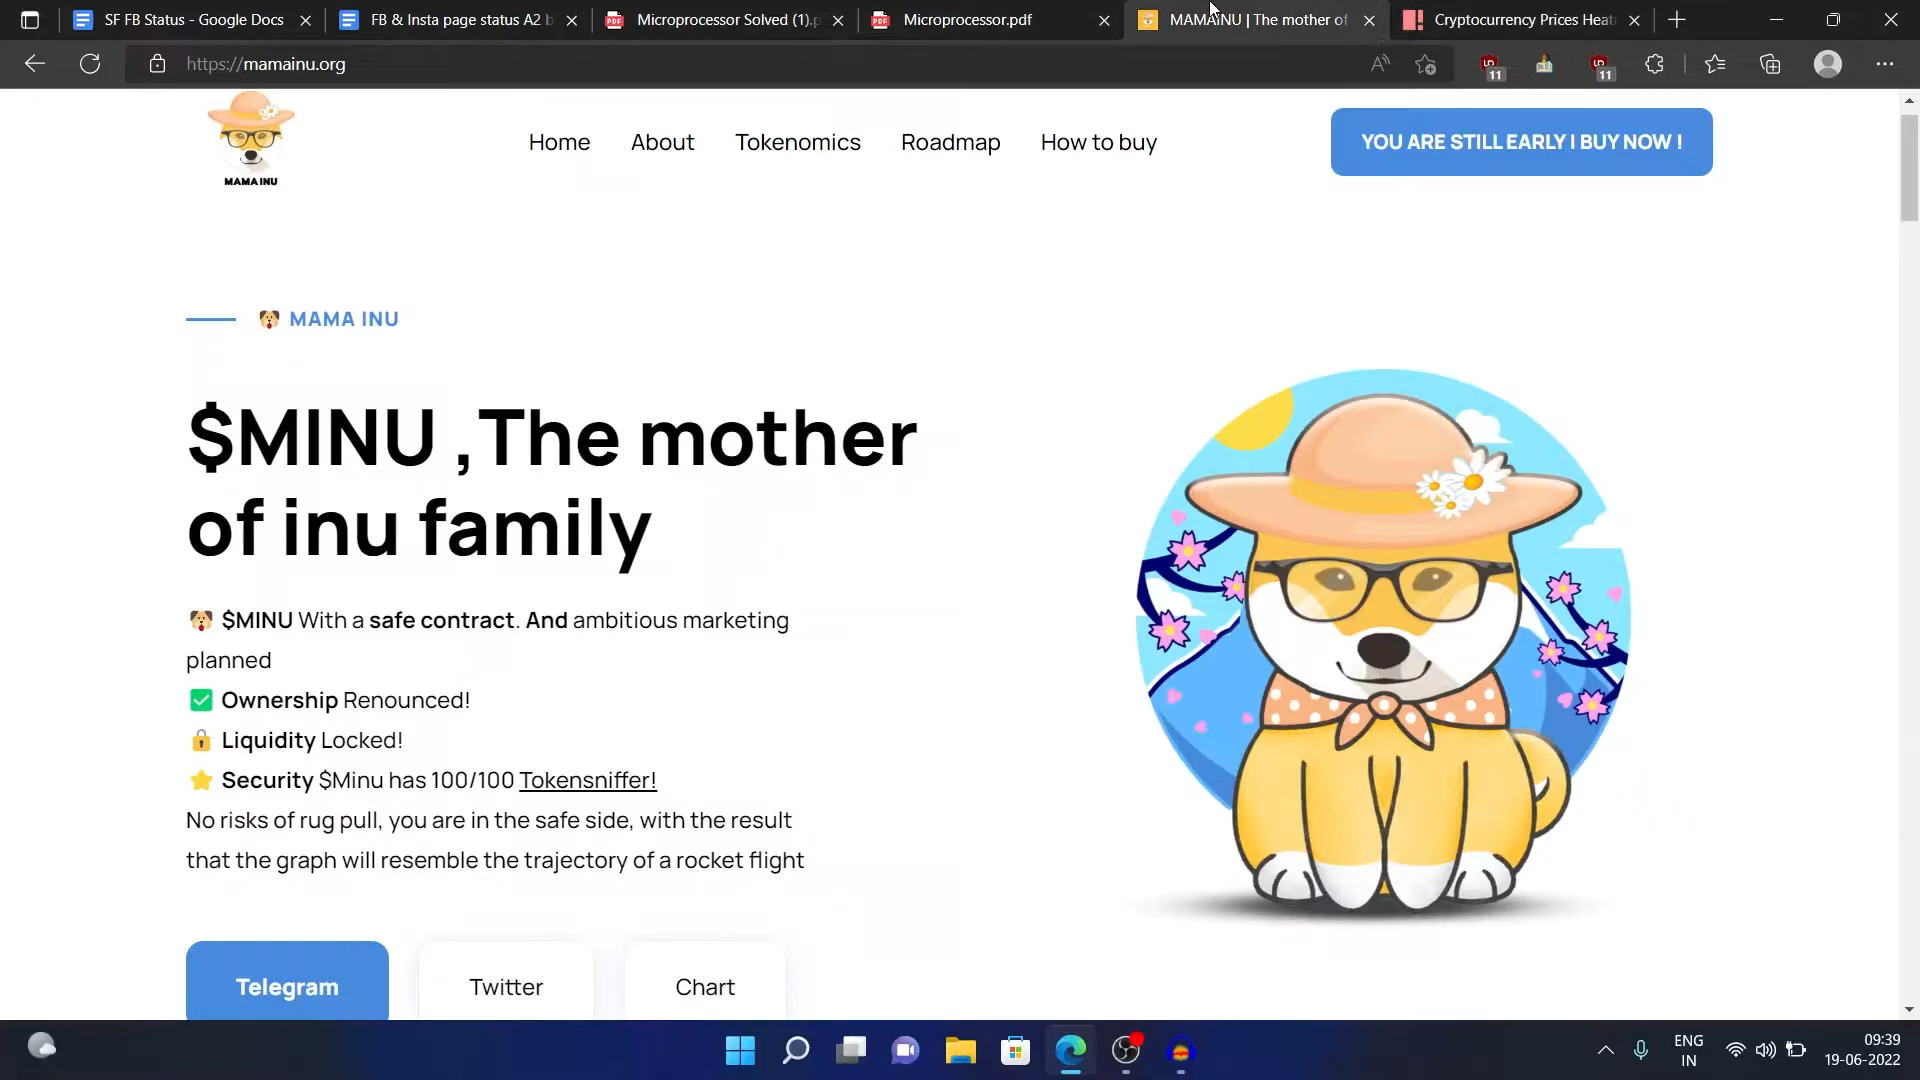 SF FB Status - Google Docs
FB & Insta page status A2 b
Microprocessor Solved (1).p
Microprocessor.pdf
MAMAINU | The mother of
Cryptocurrency Prices Heat
https://mamainu.org
11
11
MAMA INU
Home
About
Tokenomics
Roadmap
How to buy
YOU ARE STILL EARLY I BUY NOW !
🐶 MAMA INU
$MINU ,The mother
of inu family
🐶 $MINU With a safe contract. And ambitious marketing
planned
✅ Ownership Renounced!
🔒 Liquidity Locked!
⭐ Security $Minu has 100/100 Tokensniffer!
No risks of rug pull, you are in the safe side, with the result
that the graph will resemble the trajectory of a rocket flight
Telegram
Twitter
Chart
ENG
IN
09:39
19-06-2022